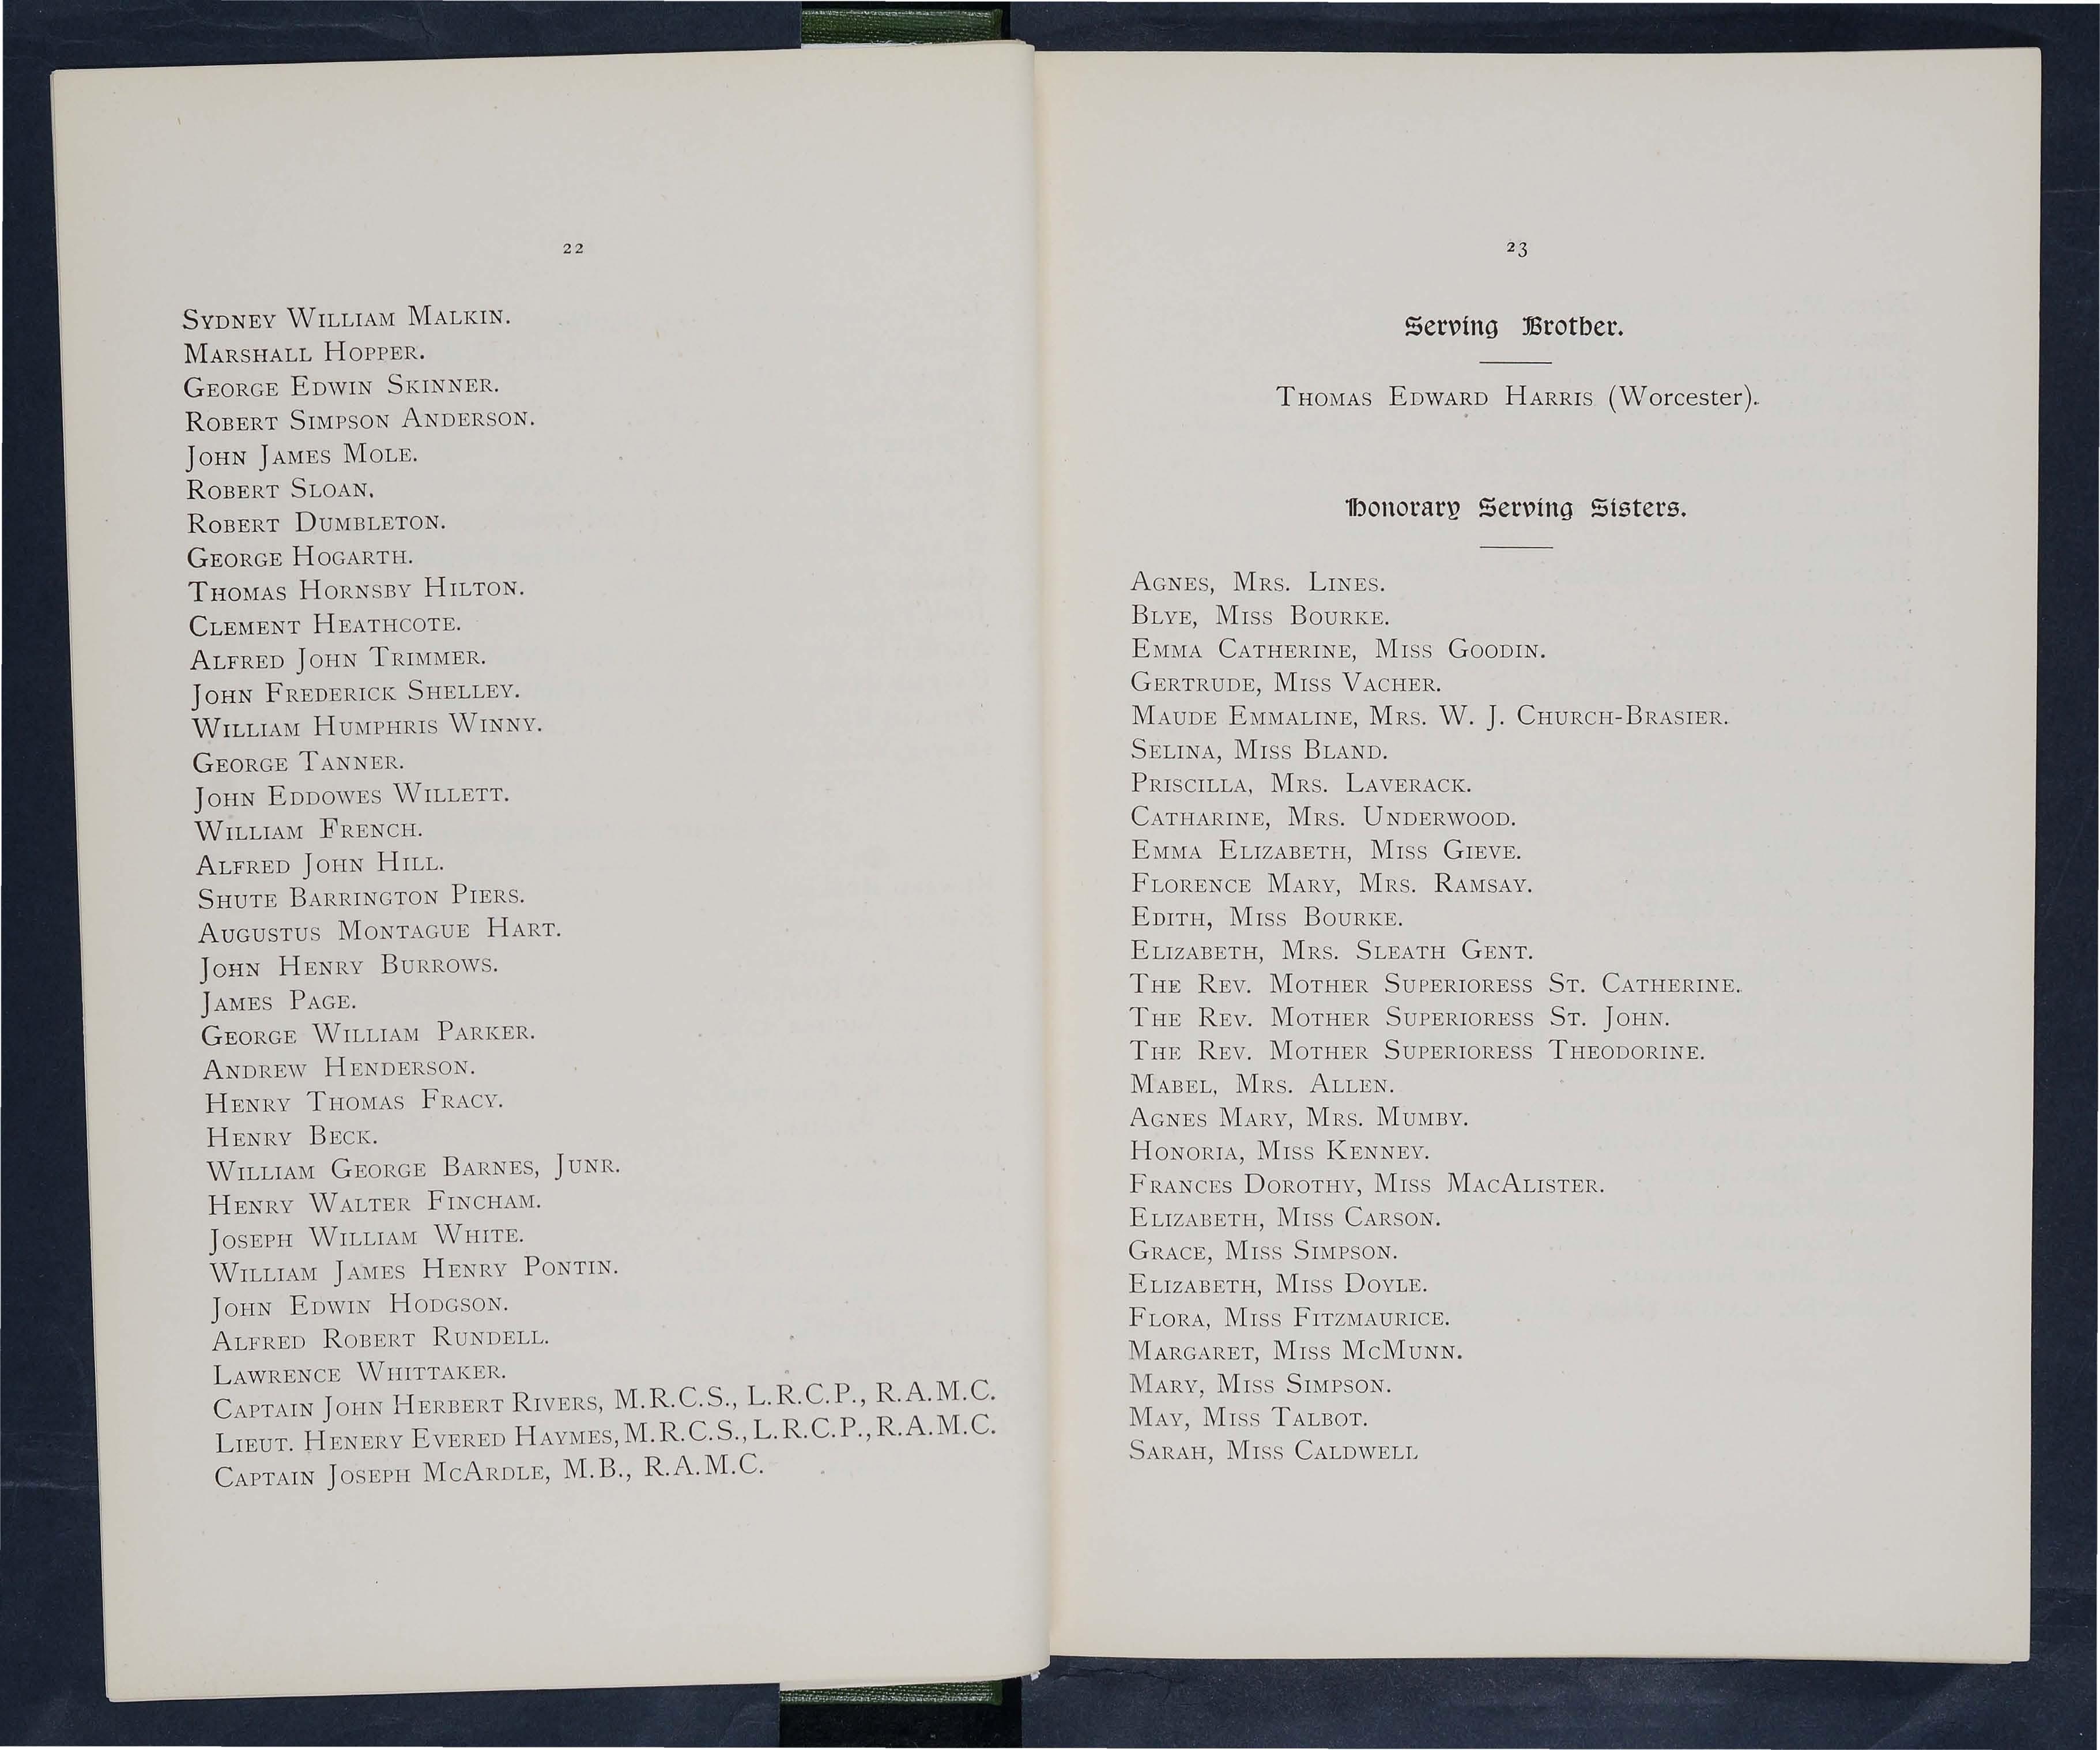 22
Sydney William Malkin.
Marshall Hopper.
George Edwin Skinner.
Robert Simpson Anderson.
John James Mole.
Robert Sloan.
Robert Dumbleton.
George Hogarth.
Thomas Hornsby Hilton.
Clement Heathcote.
Alfred John Trimmer.
John Frederick Shelley.
William Humphris Winny.
George Tanner.
John Eddowes Willett.
William French.
Alfred John Hill.
Shute Barrington Piers.
Augustus Montague Hart.
John Henry Burrows.
James Page.
George William Parker.
Andrew Henderson.
Henry Thomas Fracy.
Henry Beck.
William George Barnes, Junr.
Henry Walter Fincham.
Joseph William White.
William James Henry Pontin.
John Edwin Hodgson.
Alfred Robert Rundell.
Lawrence Whittaker.
Captain John Herbert Rivers, M.R.C.S., L.R.C.P., R.A.M.C.
Lieut. Henery Evered Haymes, M.R.C.S., L.R.C.P., R.A.M.C.
Captain Joseph McArdle, M.B., R.A.M.C.
23
Serving Brother.
Thomas Edward Harris (Worcester).
Honorary Serving Sisters.
Agnes, Mrs. Lines.
Blye, Miss Bourke.
Emma Catherine, Miss Goodin.
Gertrude, Miss Vacher.
Maude Emmaline, Mrs. W. J. Church-Brasier.
Selina, Miss Bland.
Priscilla, Mrs. Laverack.
Catharine, Mrs. Underwood.
Emma Elizabeth, Miss Gieve.
Florence Mary, Mrs. Ramsay.
Edith, Miss Bourke.
Elizabeth, Mrs. Sleath Gent.
The Rev. Mother Superioress St. Catherine.
The Rev. Mother Superioress St. John.
The Rev. Mother Superioress Theodorine.
Mabel, Mrs. Allen.
Agnes Mary, Mrs. Mumby.
Honoria, Miss Kenney.
Frances Dorothy, Miss MacAlister.
Elizabeth, Miss Carson.
Grace, Miss Simpson.
Elizabeth, Miss Doyle.
Flora, Miss Fitzmaurice.
Margaret, Miss McMunn.
Mary, Miss Simpson.
May, Miss Talbot.
Sarah, Miss Caldwell